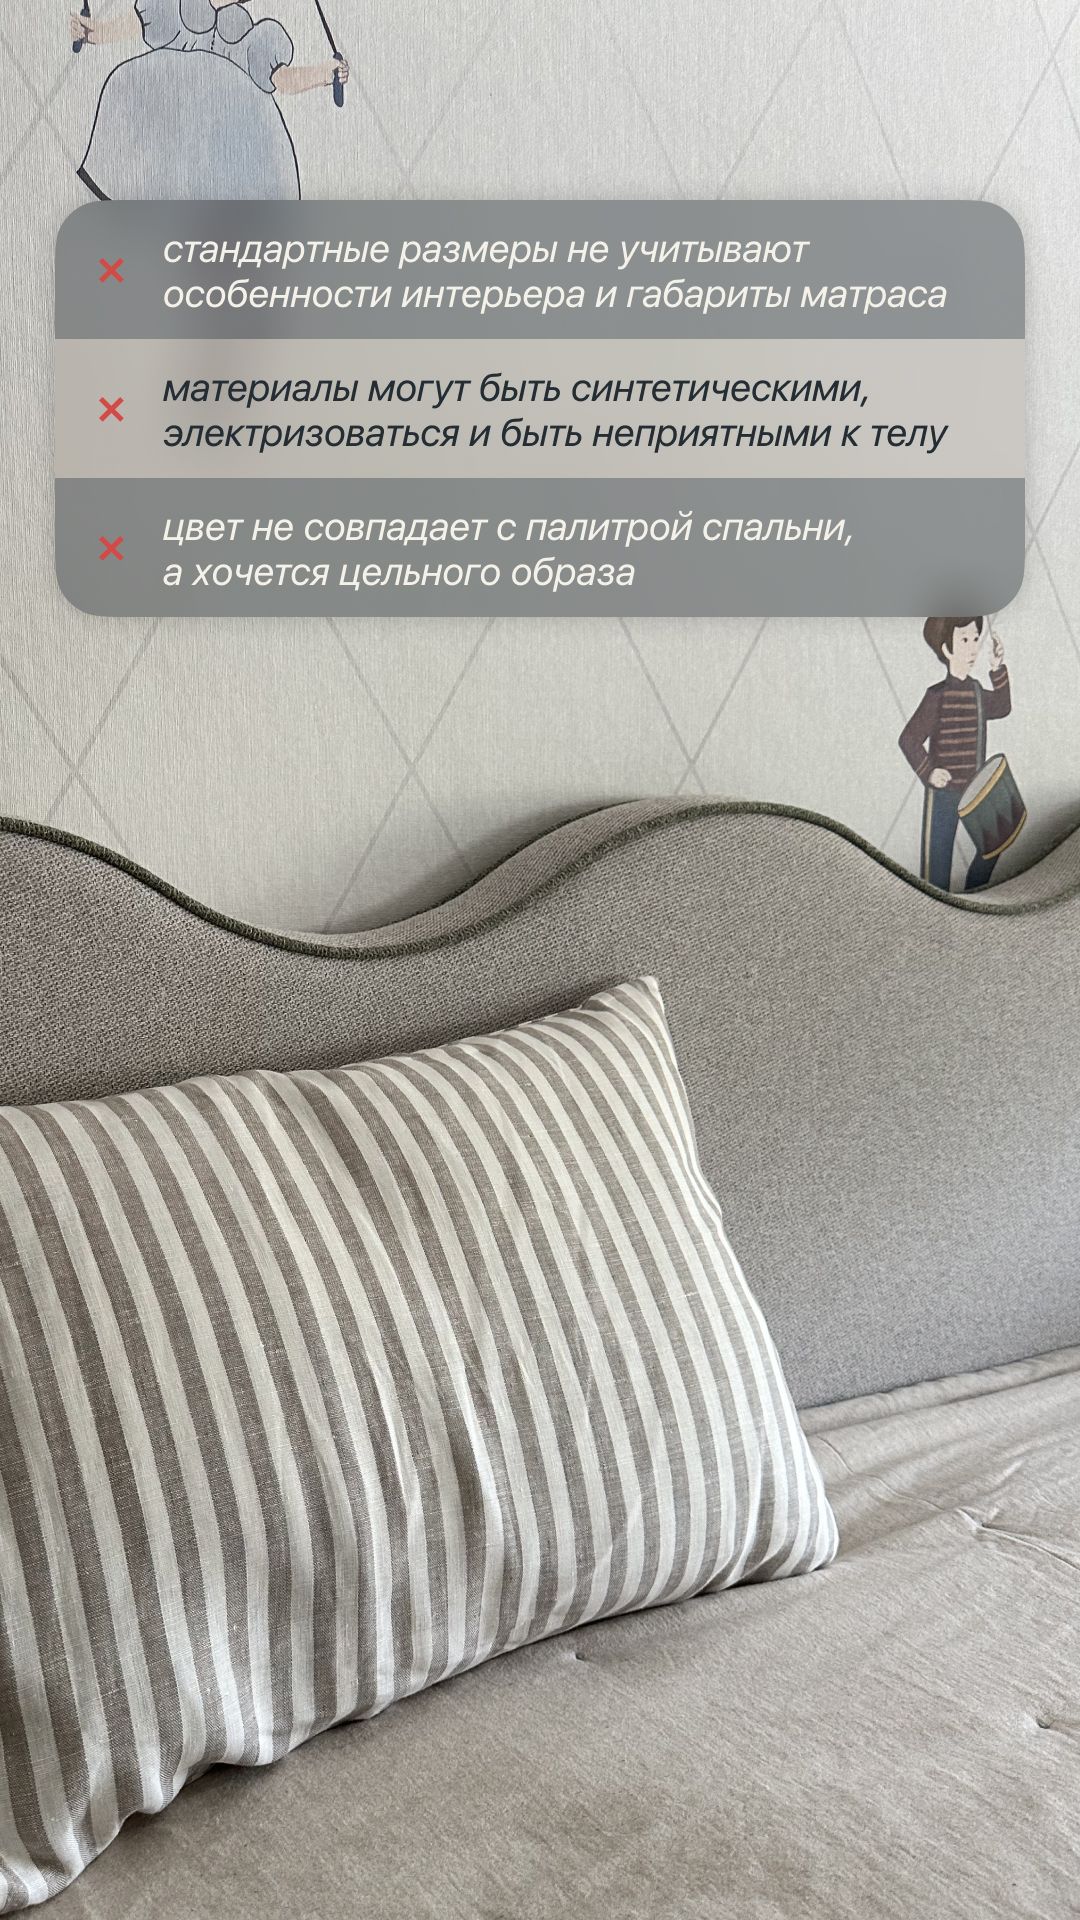 стандартные размеры не учитывают
особенности интерьера и габариты матраса
материалы могут быть синтетическими,
электризоваться и быть неприятными к телу
цвет не совпадает с палитрой спальни,
а хочется цельного образа